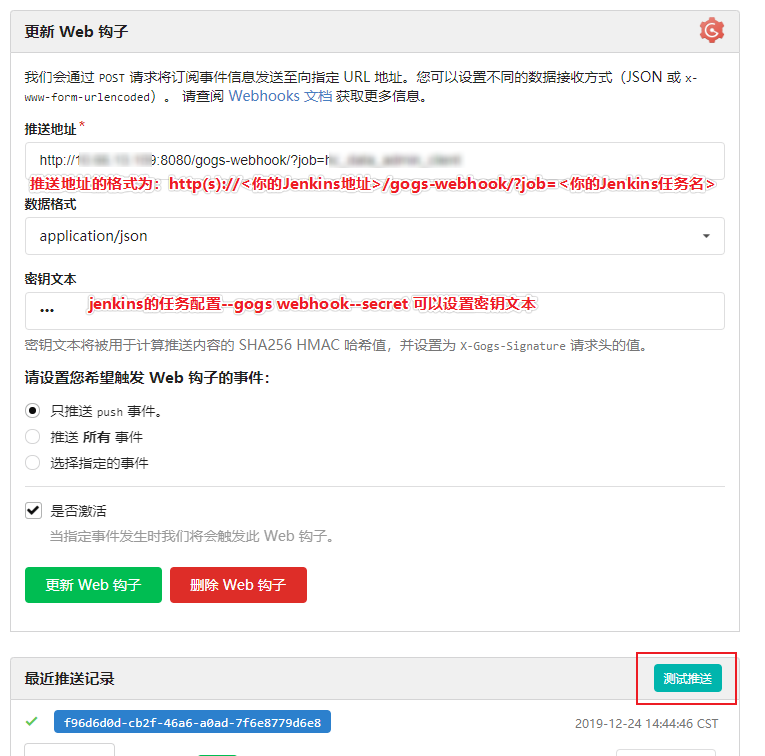 更新 Web 钩子
我们会通过 POST 请求将订阅事件信息发送至向指定 URL 地址。您可以设置不同的数据接收方式（JSON 或 x-
www-form-urlencoded）。 请查阅 Webhooks 文档 获取更多信息。
推送地址*
http://1 9:8080/gogs-webhook/?job=h
推送地址的格式为：http(s)://<你的Jenkins地址>/gogs-webhook/?job=<你的Jenkins任务名>
数据格式
application/json
密钥文本
•••
jenkins的任务配置--gogs webhook--secret 可以设置密钥文本
密钥文本将被用于计算推送内容的 SHA256 HMAC 哈希值，并设置为 X-Gogs-Signature 请求头的值。
请设置您希望触发 Web 钩子的事件：
只推送 push 事件。
推送 所有 事件
选择指定的事件
是否激活
当指定事件发生时我们将会触发此 Web 钩子。
更新 Web 钩子
删除 Web 钩子
最近推送记录
测试推送
f96d6d0d-cb2f-46a6-a0ad-7f6e8779d6e8
2019-12-24 14:44:46 CST